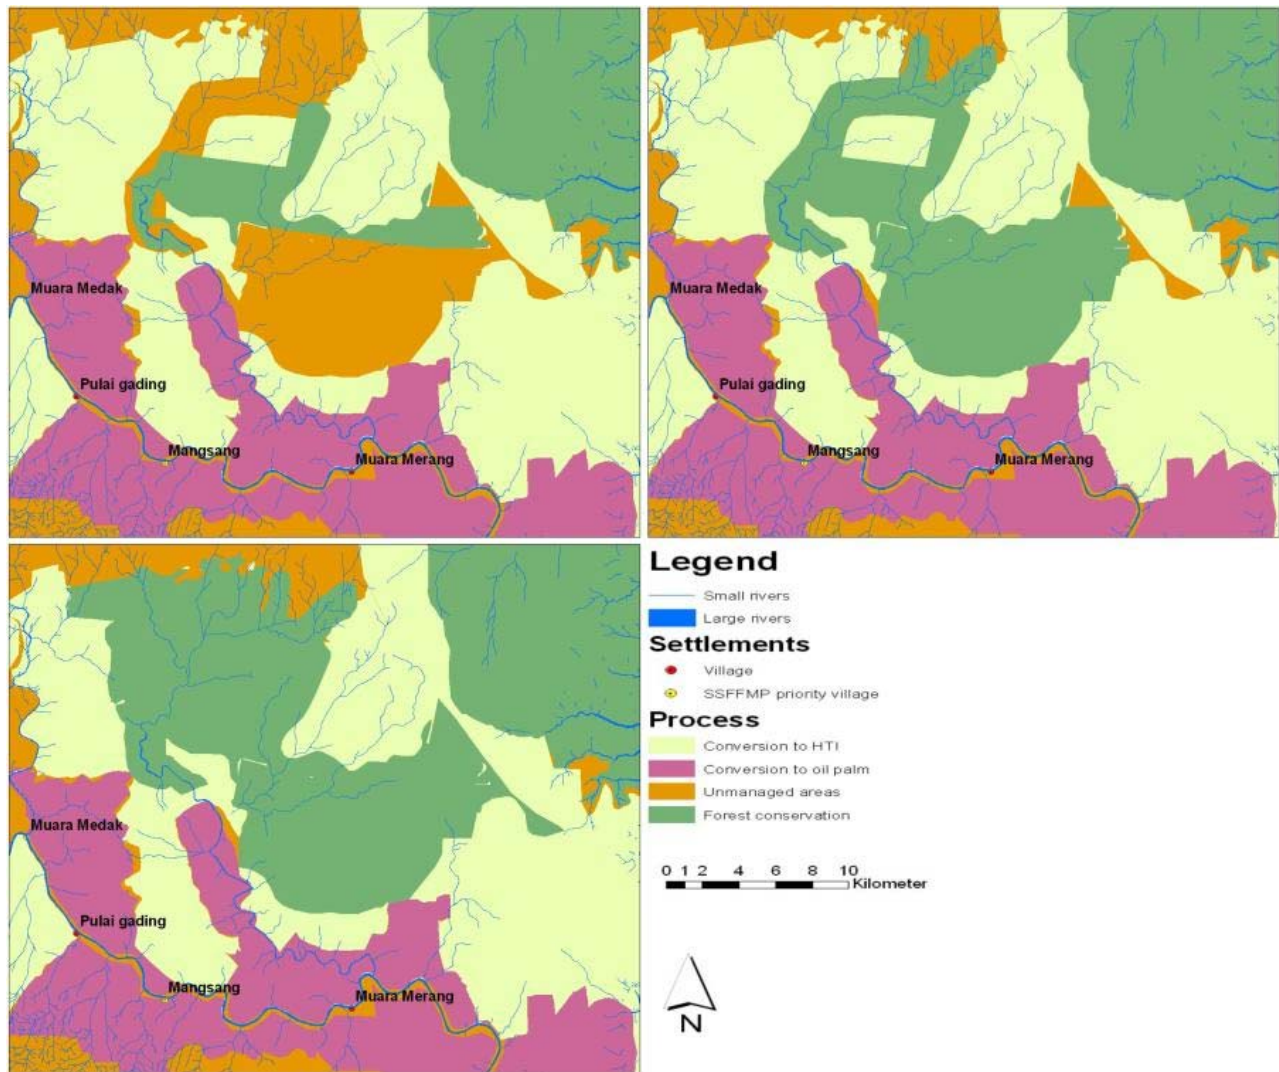 Muara Medak
Pulai gading
Mangsang
Muara Merang
Muara Medak
Pulai gading
Mangsang
Muara Merang
Muara Medak
Pulai gading
Mangsang
Muara Merang
Legend
Small rivers
Large rivers
Settlements
Village
SSFFMP priority village
Process
Conversion to HTI
Conversion to oil palm
Unmanaged areas
Forest conservation
0 1 2 4 6 8 10
Kilometer
N